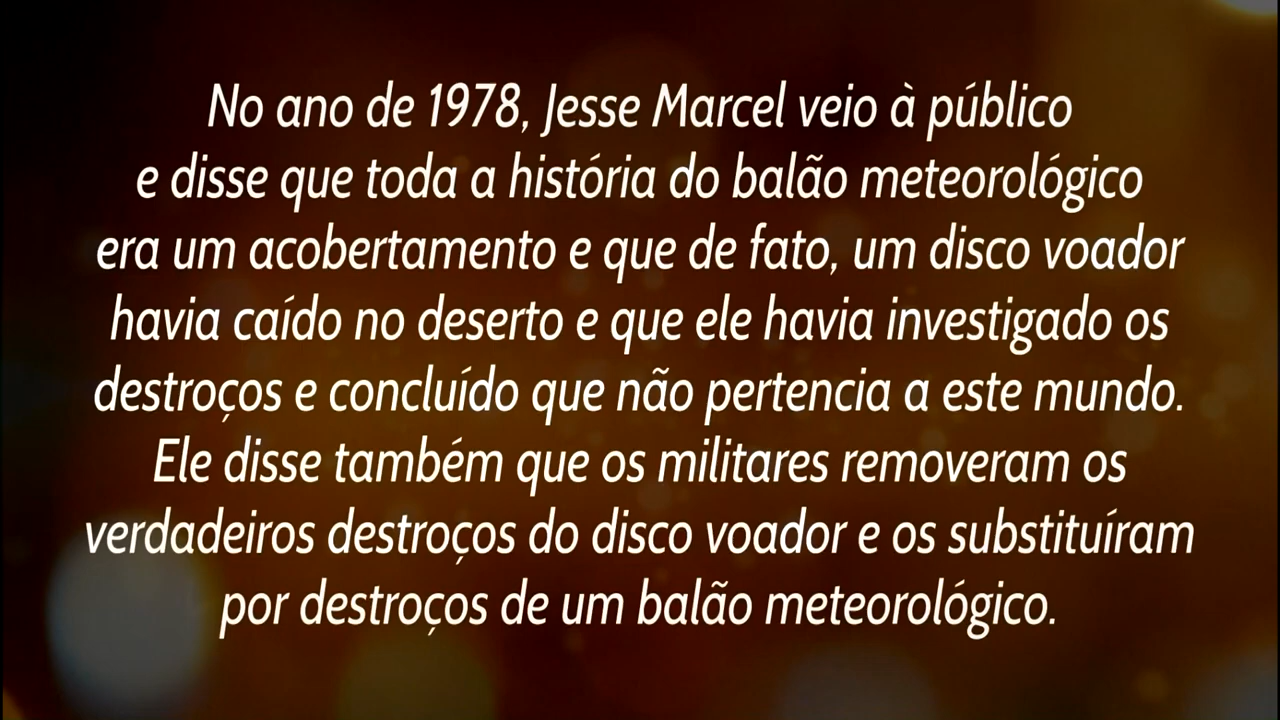 No ano de 1978, Jesse Marcel veio à público
e disse que toda a história do balão meteorológico
era um acobertamento e que de fato, um disco voador
havia caído no deserto e que ele havia investigado os
destroços e concluído que não pertencia a este mundo.
Ele disse também que os militares removeram os
verdadeiros destroços do disco voador e os substituíram
por destroços de um balão meteorológico.